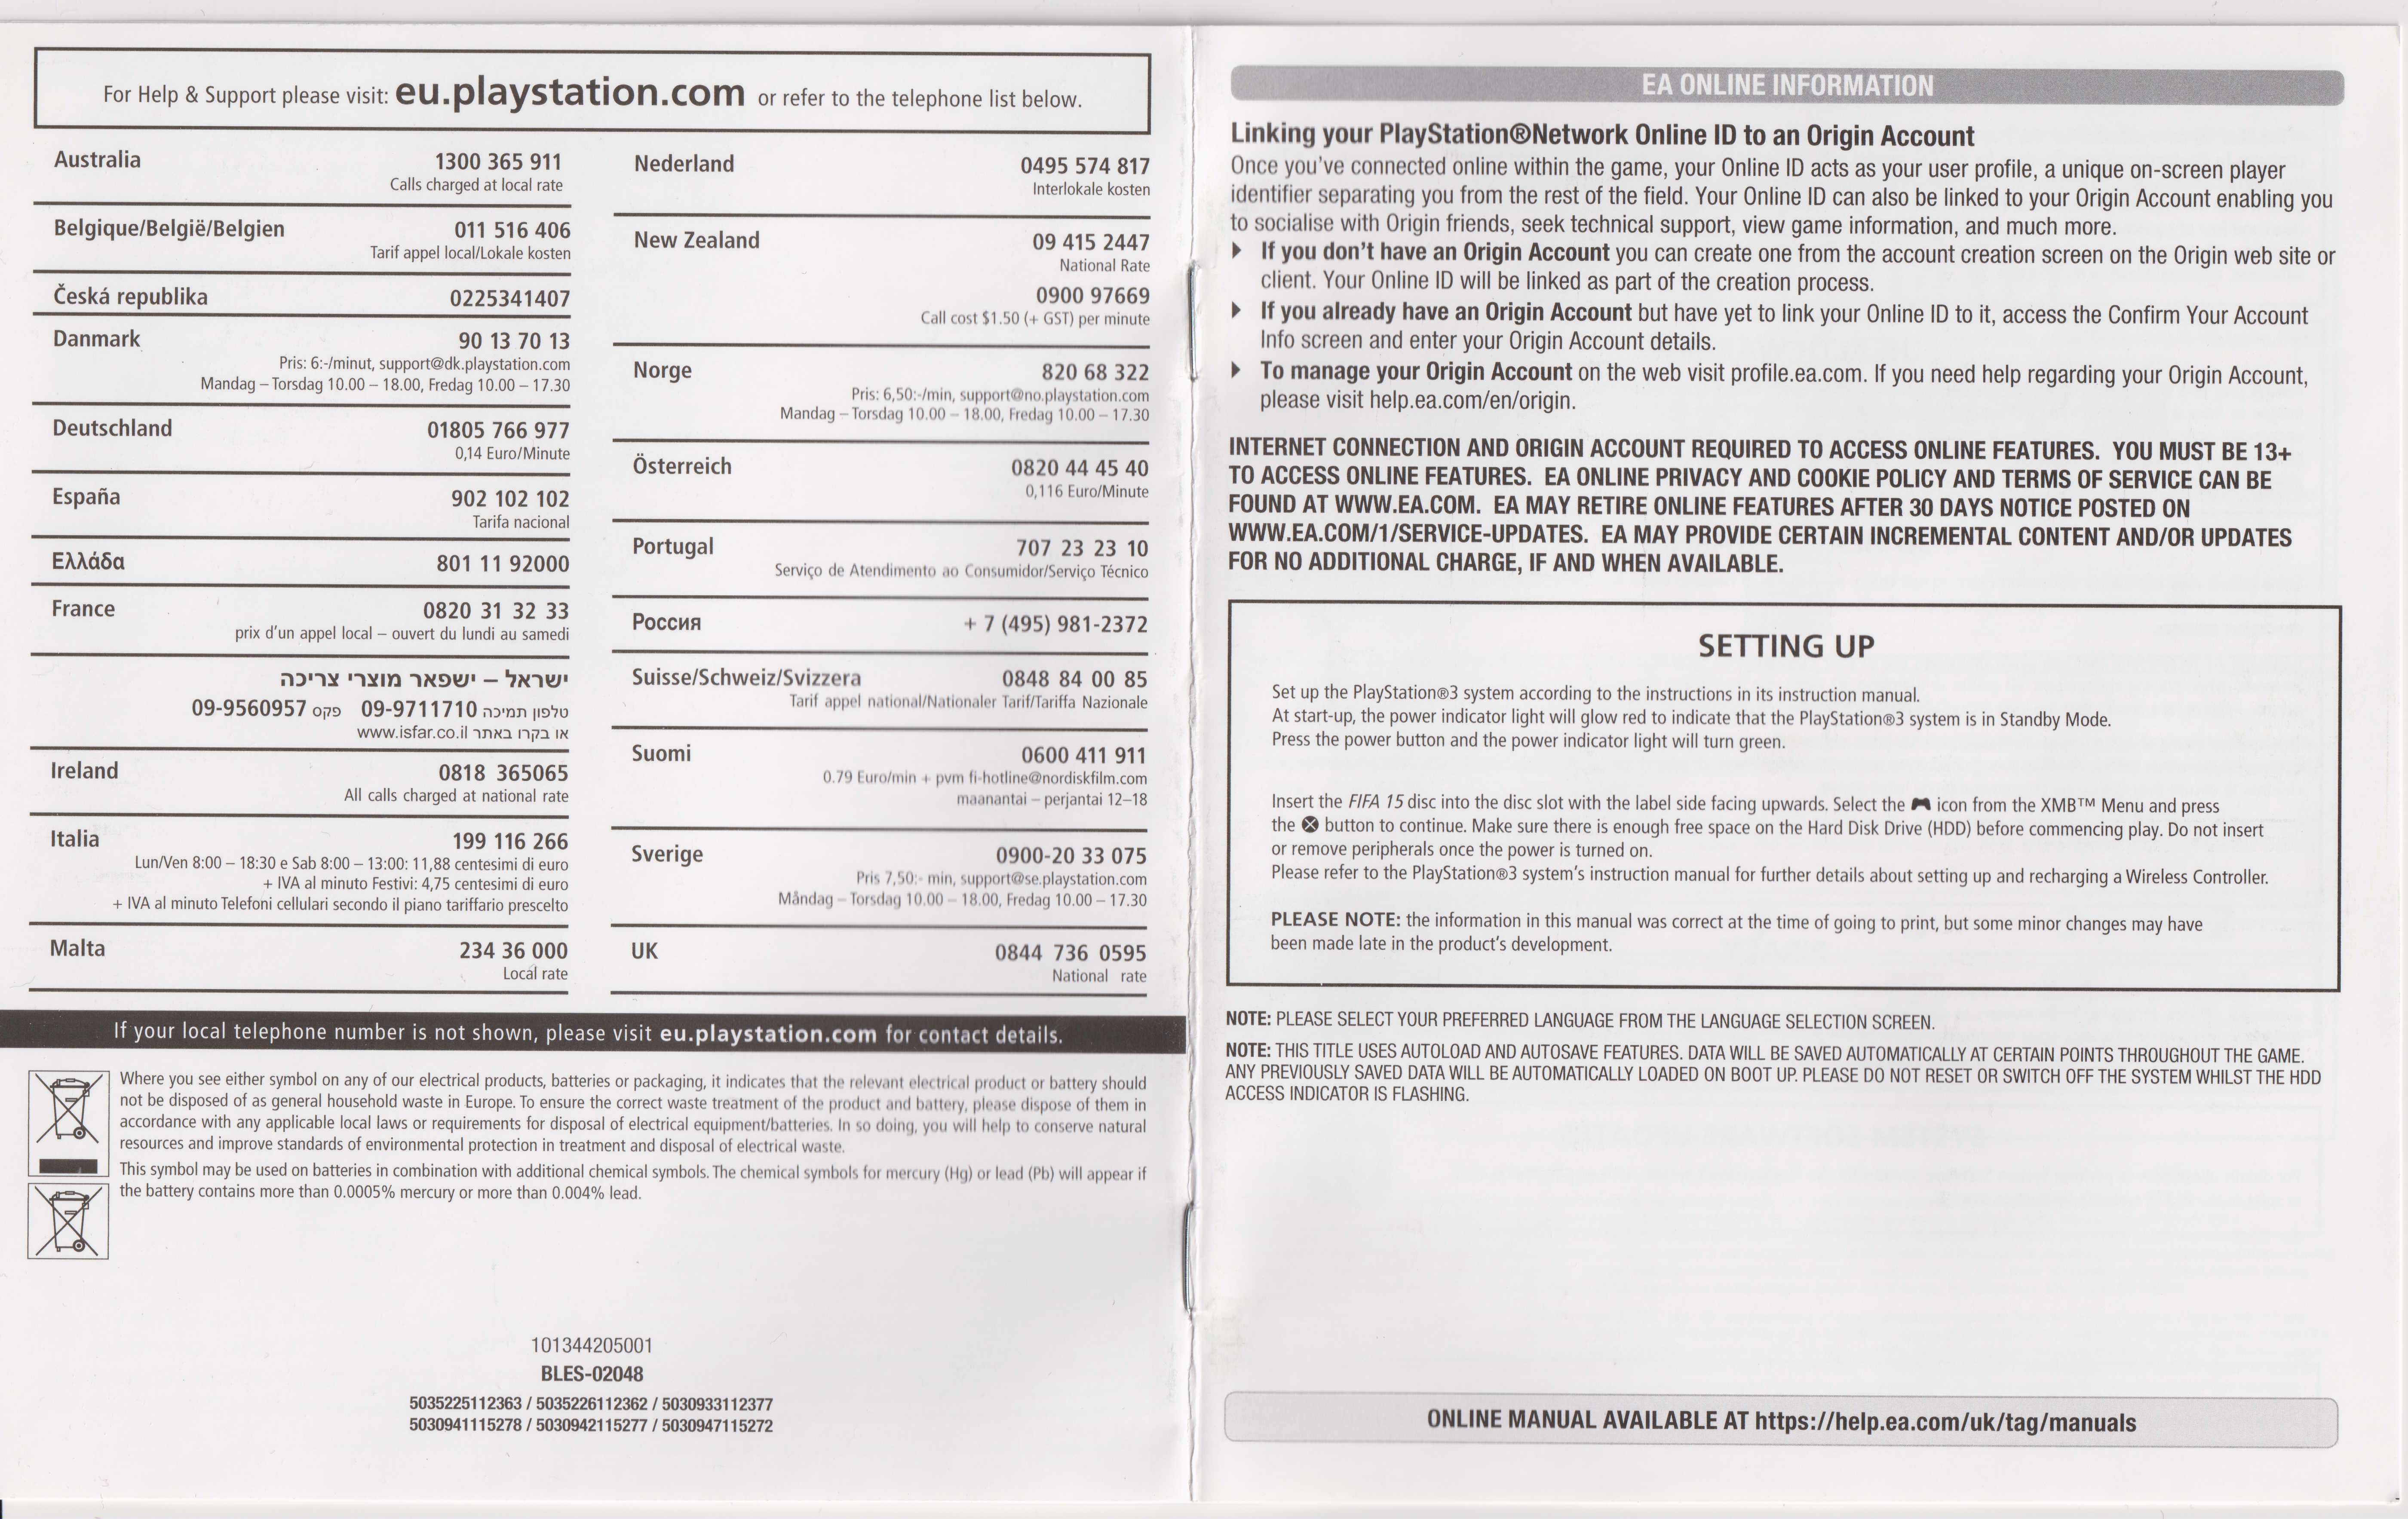 For Help & Support please visit: eu.playstation.com or refer to the telephone list below.
Australia 1300 365 911
Calls charged at local rate
Belgique/België/Belgien 011 516 406
Tarif appel local/Lokale kosten
Česká republika 0225341407
Danmark 90 13 70 13
Pris: 6:-/minut, support@dk.playstation.com
Mandag – Torsdag 10.00 – 18.00, Fredag 10.00 – 17.30
Deutschland 01805 766 977
0,14 Euro/Minute
España 902 102 102
Tarifa nacional
Ελλάδα 801 11 92000
France 0820 31 32 33
prix d'un appel local – ouvert du lundi au samedi
ישראל – ישפאר מוצרי צריכה
טלפון תמיכה 09-9711710 פקס 09-9560957
או בקרו באתר www.isfar.co.il
Ireland 0818 365065
All calls charged at national rate
Italia 199 116 266
Lun/Ven 8:00 – 18:30 e Sab 8:00 – 13:00: 11,88 centesimi di euro
+ IVA al minuto Festivi: 4,75 centesimi di euro
+ IVA al minuto Telefoni cellulari secondo il piano tariffario prescelto
Malta 234 36 000
Local rate
Nederland 0495 574 817
Interlokale kosten
New Zealand 09 415 2447
National Rate
0900 97669
Call cost $1.50 (+ GST) per minute
Norge 820 68 322
Pris: 6,50:-/min, support@no.playstation.com
Mandag – Torsdag 10.00 – 18.00, Fredag 10.00 – 17.30
Österreich 0820 44 45 40
0,116 Euro/Minute
Portugal 707 23 23 10
Serviço de Atendimento ao Consumidor/Serviço Técnico
Россия + 7 (495) 981-2372
Suisse/Schweiz/Svizzera 0848 84 00 85
Tarif appel national/Nationaler Tarif/Tariffa Nazionale
Suomi 0600 411 911
0.79 Euro/min + pvm fi-hotline@nordiskfilm.com
maanantai – perjantai 12–18
Sverige 0900-20 33 075
Pris 7,50:- min, support@se.playstation.com
Måndag – Torsdag 10.00 – 18.00, Fredag 10.00 – 17.30
UK 0844 736 0595
National rate
If your local telephone number is not shown, please visit eu.playstation.com for contact details.
Where you see either symbol on any of our electrical products, batteries or packaging, it indicates that the relevant electrical product or battery should
not be disposed of as general household waste in Europe. To ensure the correct waste treatment of the product and battery, please dispose of them in
accordance with any applicable local laws or requirements for disposal of electrical equipment/batteries. In so doing, you will help to conserve natural
resources and improve standards of environmental protection in treatment and disposal of electrical waste.
This symbol may be used on batteries in combination with additional chemical symbols. The chemical symbols for mercury (Hg) or lead (Pb) will appear if
the battery contains more than 0.0005% mercury or more than 0.004% lead.
101344205001
BLES-02048
5035225112363 / 5035226112362 / 5030933112377
5030941115278 / 5030942115277 / 5030947115272
EA ONLINE INFORMATION
Linking your PlayStation®Network Online ID to an Origin Account
Once you've connected online within the game, your Online ID acts as your user profile, a unique on-screen player
identifier separating you from the rest of the field. Your Online ID can also be linked to your Origin Account enabling you
to socialise with Origin friends, seek technical support, view game information, and much more.
If you don't have an Origin Account you can create one from the account creation screen on the Origin web site or
client. Your Online ID will be linked as part of the creation process.
If you already have an Origin Account but have yet to link your Online ID to it, access the Confirm Your Account
Info screen and enter your Origin Account details.
To manage your Origin Account on the web visit profile.ea.com. If you need help regarding your Origin Account,
please visit help.ea.com/en/origin.
INTERNET CONNECTION AND ORIGIN ACCOUNT REQUIRED TO ACCESS ONLINE FEATURES. YOU MUST BE 13+
TO ACCESS ONLINE FEATURES. EA ONLINE PRIVACY AND COOKIE POLICY AND TERMS OF SERVICE CAN BE
FOUND AT WWW.EA.COM. EA MAY RETIRE ONLINE FEATURES AFTER 30 DAYS NOTICE POSTED ON
WWW.EA.COM/1/SERVICE-UPDATES. EA MAY PROVIDE CERTAIN INCREMENTAL CONTENT AND/OR UPDATES
FOR NO ADDITIONAL CHARGE, IF AND WHEN AVAILABLE.
SETTING UP
Set up the PlayStation®3 system according to the instructions in its instruction manual.
At start-up, the power indicator light will glow red to indicate that the PlayStation®3 system is in Standby Mode.
Press the power button and the power indicator light will turn green.
Insert the FIFA 15 disc into the disc slot with the label side facing upwards. Select the icon from the XMB™ Menu and press
the ⊗ button to continue. Make sure there is enough free space on the Hard Disk Drive (HDD) before commencing play. Do not insert
or remove peripherals once the power is turned on.
Please refer to the PlayStation®3 system's instruction manual for further details about setting up and recharging a Wireless Controller.
PLEASE NOTE: the information in this manual was correct at the time of going to print, but some minor changes may have
been made late in the product's development.
NOTE: PLEASE SELECT YOUR PREFERRED LANGUAGE FROM THE LANGUAGE SELECTION SCREEN.
NOTE: THIS TITLE USES AUTOLOAD AND AUTOSAVE FEATURES. DATA WILL BE SAVED AUTOMATICALLY AT CERTAIN POINTS THROUGHOUT THE GAME.
ANY PREVIOUSLY SAVED DATA WILL BE AUTOMATICALLY LOADED ON BOOT UP. PLEASE DO NOT RESET OR SWITCH OFF THE SYSTEM WHILST THE HDD
ACCESS INDICATOR IS FLASHING.
ONLINE MANUAL AVAILABLE AT https://help.ea.com/uk/tag/manuals